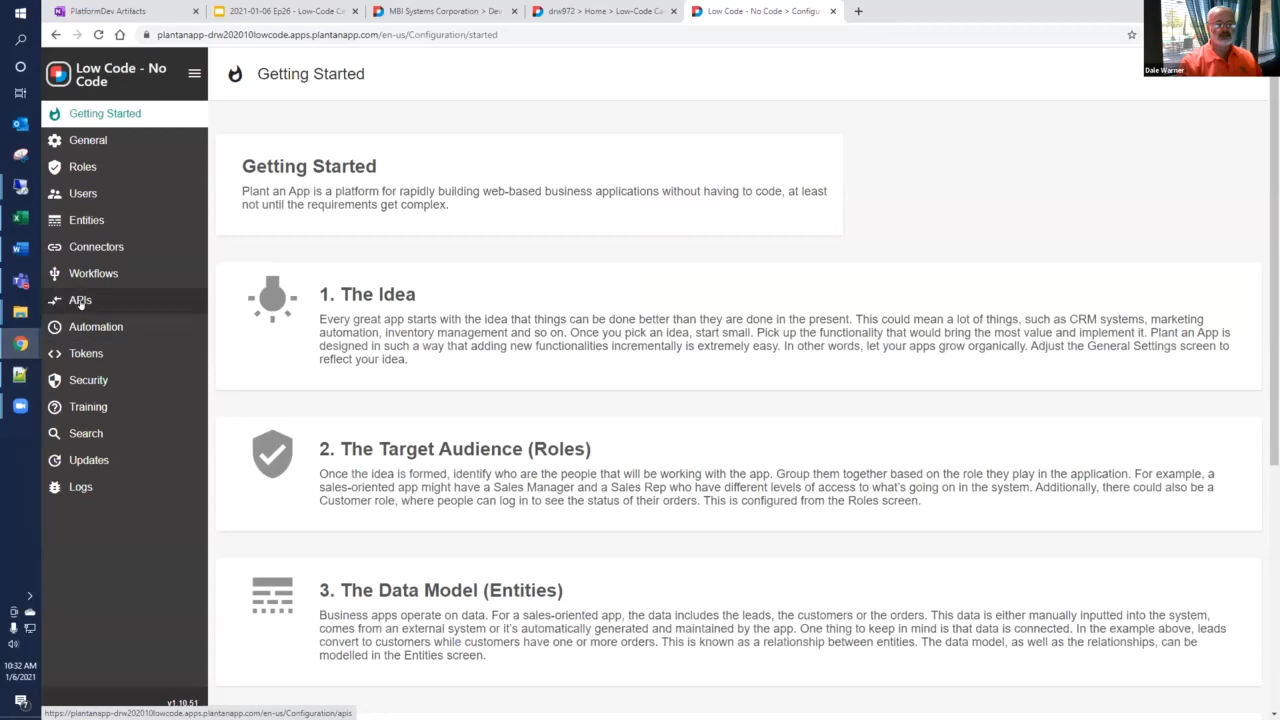 PlatformDev Artifacts
2021-01-06 Ep26 - Low-Code Ci
MBI Systems Corporation > Dev
drw972 > Home > Low-Code Ca
Low Code - No Code > Configu
plantanapp-drw202010lowcode.apps.plantanapp.com/en-us/Configuration/started
Dale Warner
Low Code - No
Code
Getting Started
Getting Started
General
Roles
Users
Entities
Connectors
Workflows
APIs
Automation
Tokens
Security
Training
Search
Updates
Logs
v1.10.51
Getting Started
Plant an App is a platform for rapidly building web-based business applications without having to code, at least
not until the requirements get complex.
1. The Idea
Every great app starts with the idea that things can be done better than they are done in the present. This could mean a lot of things, such as CRM systems, marketing
automation, inventory management and so on. Once you pick an idea, start small. Pick up the functionality that would bring the most value and implement it. Plant an App is
designed in such a way that adding new functionalities incrementally is extremely easy. In other words, let your apps grow organically. Adjust the General Settings screen to
reflect your idea.
2. The Target Audience (Roles)
Once the idea is formed, identify who are the people that will be working with the app. Group them together based on the role they play in the application. For example, a
sales-oriented app might have a Sales Manager and a Sales Rep who have different levels of access to what's going on in the system. Additionally, there could also be a
Customer role, where people can log in to see the status of their orders. This is configured from the Roles screen.
3. The Data Model (Entities)
Business apps operate on data. For a sales-oriented app, the data includes the leads, the customers or the orders. This data is either manually inputted into the system,
comes from an external system or it's automatically generated and maintained by the app. One thing to keep in mind is that data is connected. In the example above, leads
convert to customers while customers have one or more orders. This is known as a relationship between entities. The data model, as well as the relationships, can be
modelled in the Entities screen.
10:32 AM
1/6/2021
https://plantanapp-drw202010lowcode.apps.plantanapp.com/en-us/Configuration/apis